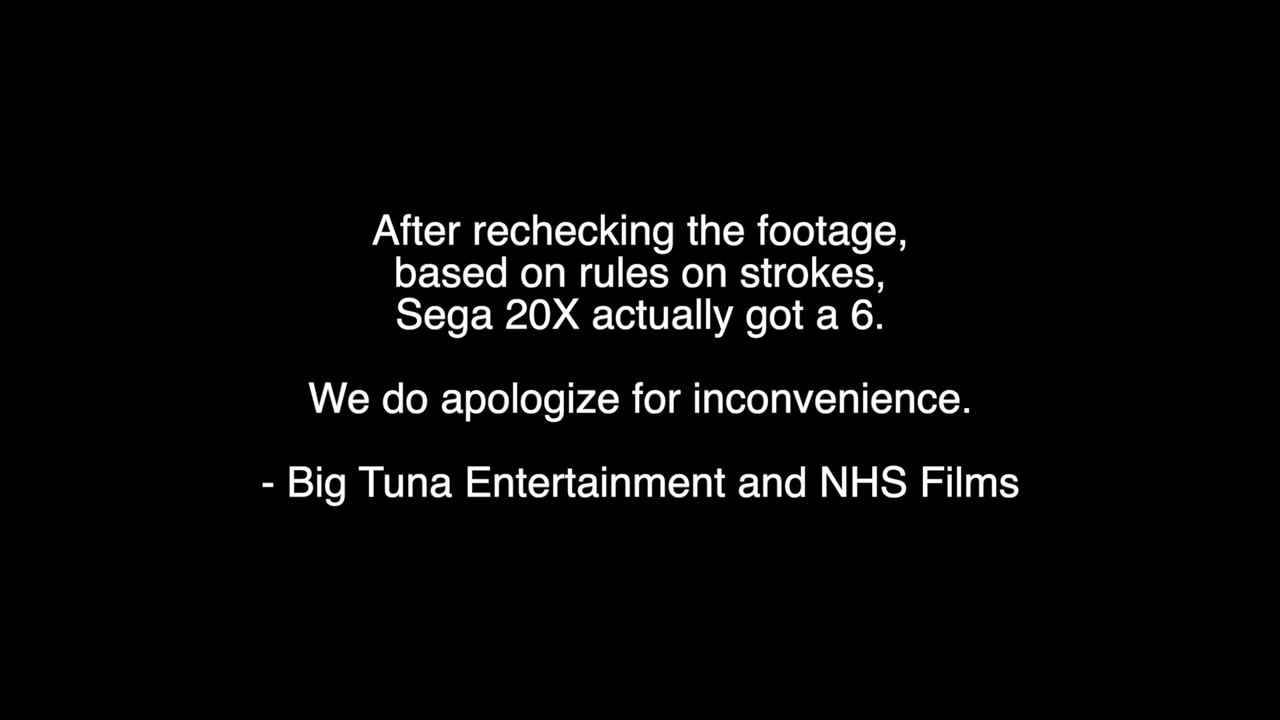 After rechecking the footage,
based on rules on strokes,
Sega 20X actually got a 6.
We do apologize for inconvenience.
- Big Tuna Entertainment and NHS Films